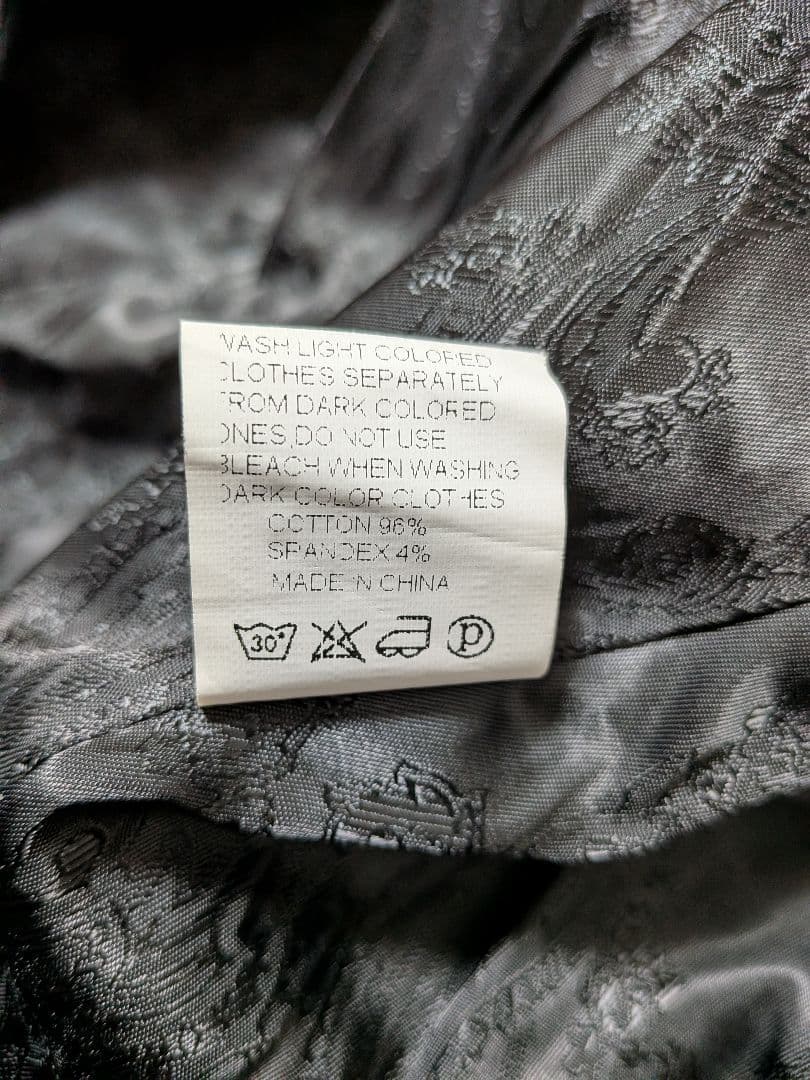 WASH LIGHT COLORED
CLOTHES SEPARATELY
FROM DARK COLORED
ONES,DO NOT USE
BLEACH WHEN WASHING
DARK COLOR CLOTHES
COTTON 96%
SPANDEX 4%
MADE IN CHINA
30° P